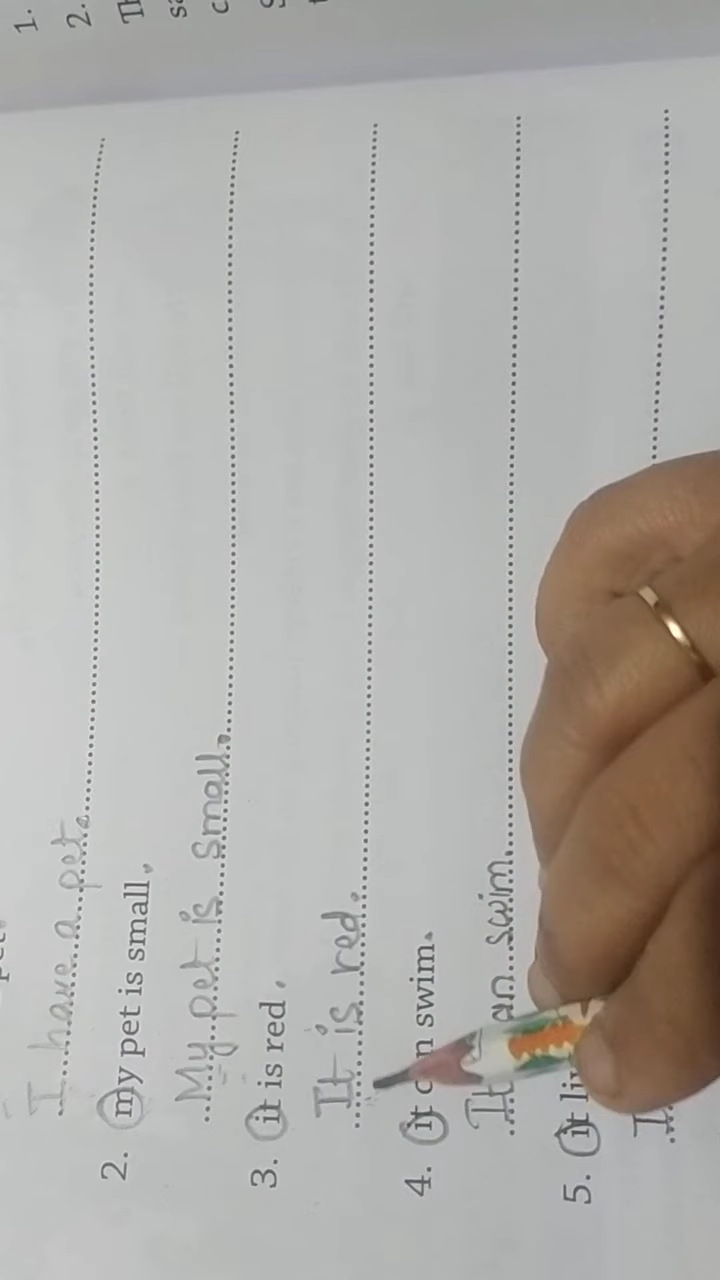 I have a pet.
2. my pet is small.
My pet is small.
3. it is red.
It is red.
4. it can swim.
It can swim.
5. it